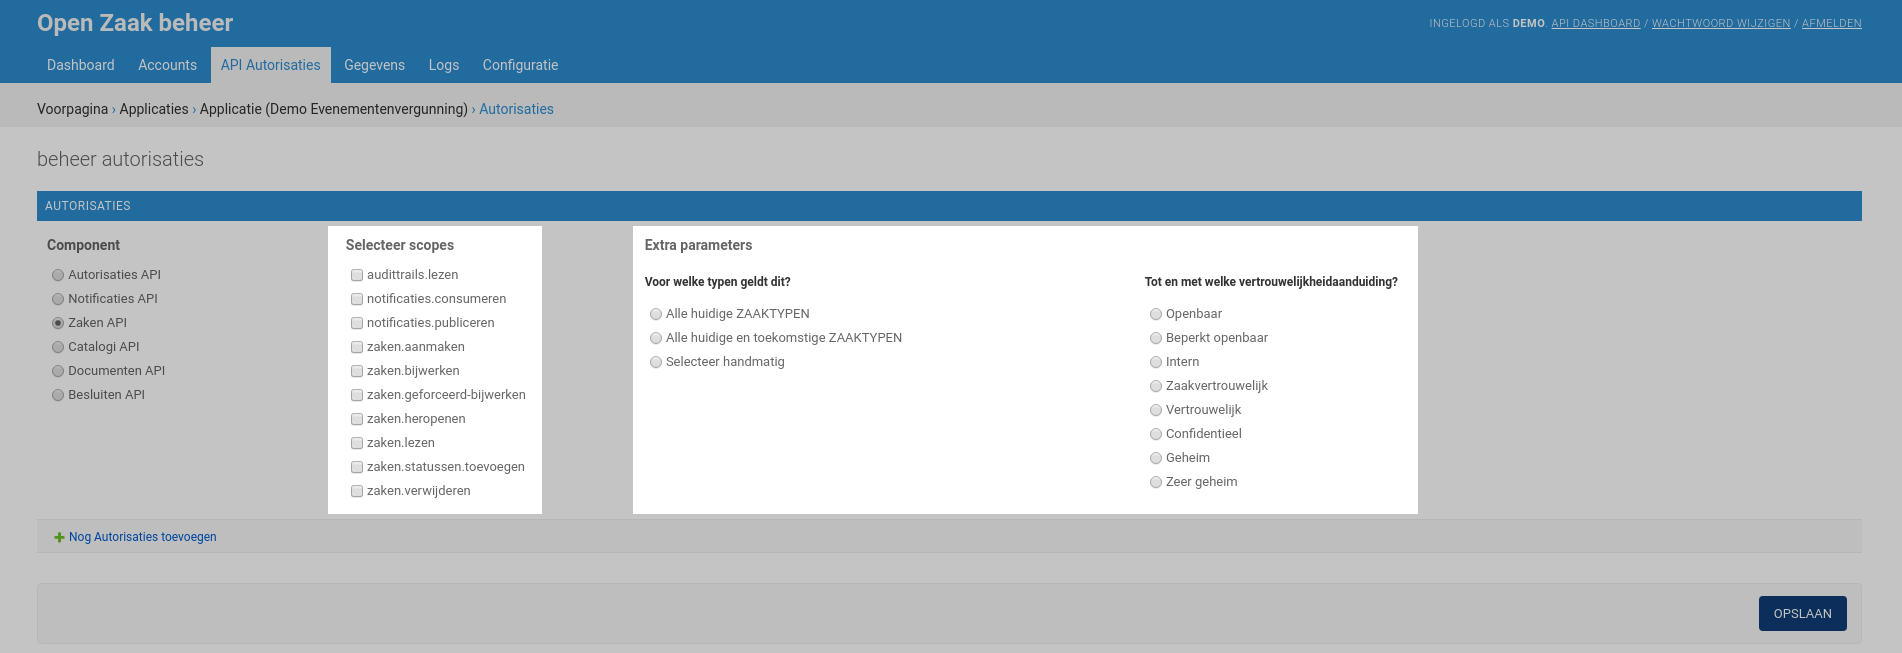 Open Zaak beheer
INGELOGD ALS DEMO. API DASHBOARD / WACHTWOORD WIJZIGEN / AFMELDEN
Dashboard Accounts API Autorisaties Gegevens Logs Configuratie
Voorpagina › Applicaties › Applicatie (Demo Evenementenvergunning) › Autorisaties
beheer autorisaties
AUTORISATIES
Component
Autorisaties API
Notificaties API
Zaken API
Catalogi API
Documenten API
Besluiten API
Selecteer scopes
audittrails.lezen
notificaties.consumeren
notificaties.publiceren
zaken.aanmaken
zaken.bijwerken
zaken.geforceerd-bijwerken
zaken.heropenen
zaken.lezen
zaken.statussen.toevoegen
zaken.verwijderen
Extra parameters
Voor welke typen geldt dit?
Alle huidige ZAAKTYPEN
Alle huidige en toekomstige ZAAKTYPEN
Selecteer handmatig
Tot en met welke vertrouwelijkheidaanduiding?
Openbaar
Beperkt openbaar
Intern
Zaakvertrouwelijk
Vertrouwelijk
Confidentieel
Geheim
Zeer geheim
Nog Autorisaties toevoegen
OPSLAAN